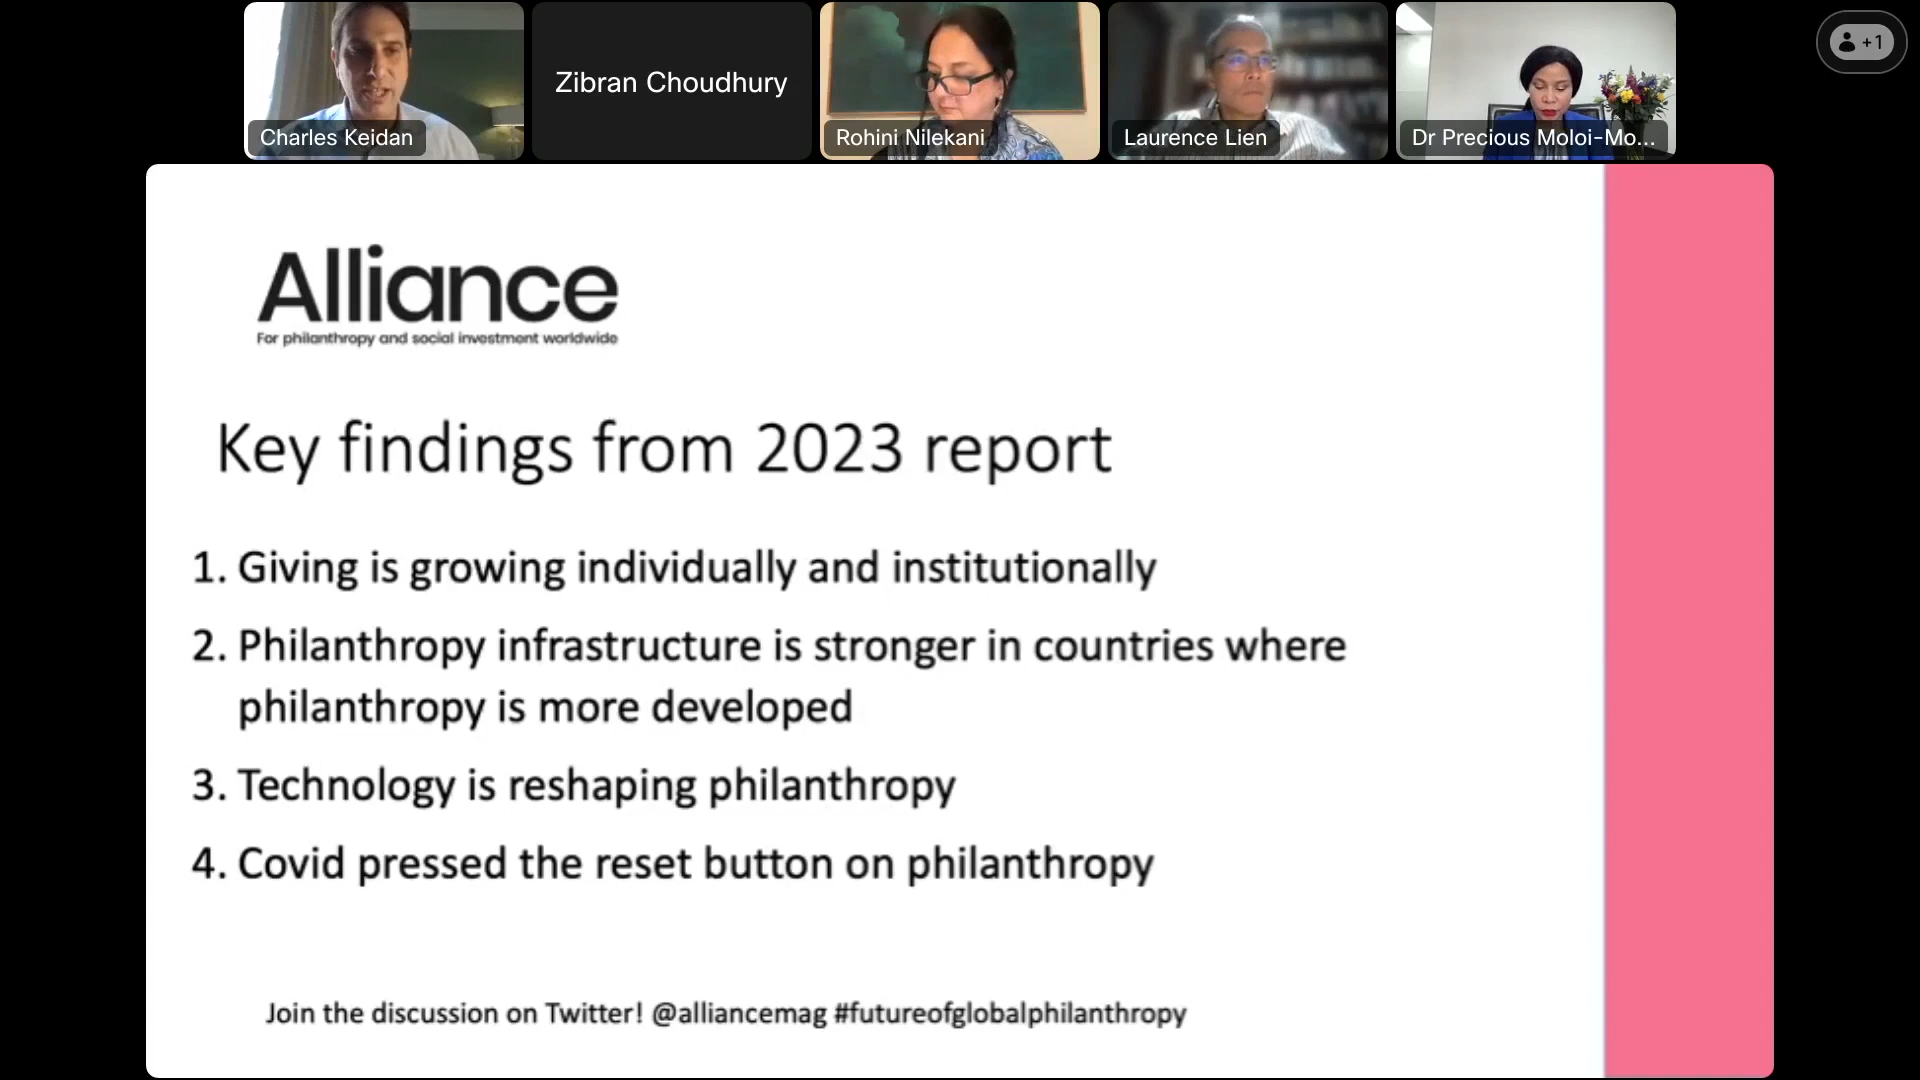 Charles Keidan
Zibran Choudhury
Rohini Nilekani
Laurence Lien
Dr Precious Moloi-Mo...
+1
Alliance
For philanthropy and social investment worldwide
Key findings from 2023 report
1. Giving is growing individually and institutionally
2. Philanthropy infrastructure is stronger in countries where
philanthropy is more developed
3. Technology is reshaping philanthropy
4. Covid pressed the reset button on philanthropy
Join the discussion on Twitter! @alliancemag #futureofglobalphilanthropy